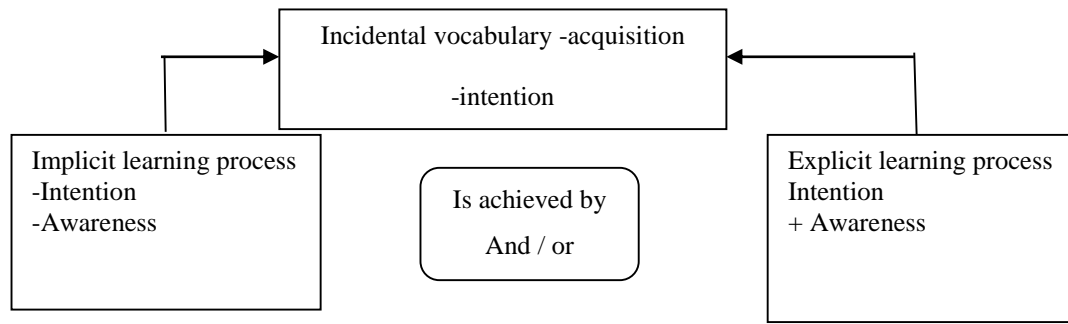 Incidental vocabulary -acquisition
-intention
Implicit learning process
-Intention
-Awareness
Is achieved by
And / or
Explicit learning process
Intention
+ Awareness